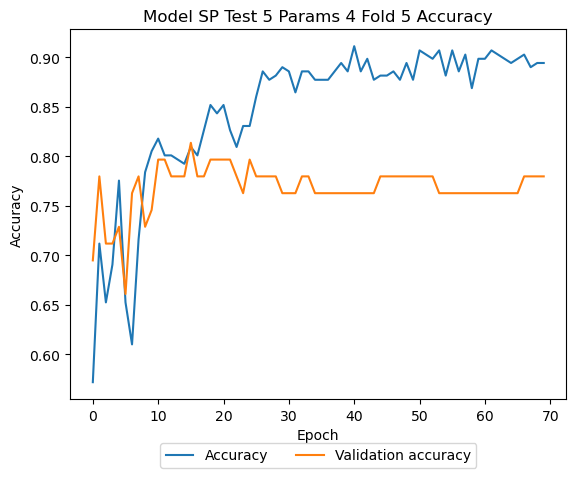 Model SP Test 5 Params 4 Fold 5 Accuracy
0.90
0.85
0.80
0.75
0.70
0.65
0.60
Accuracy
0 10 20 30 40 50 60 70
Epoch
Accuracy Validation accuracy